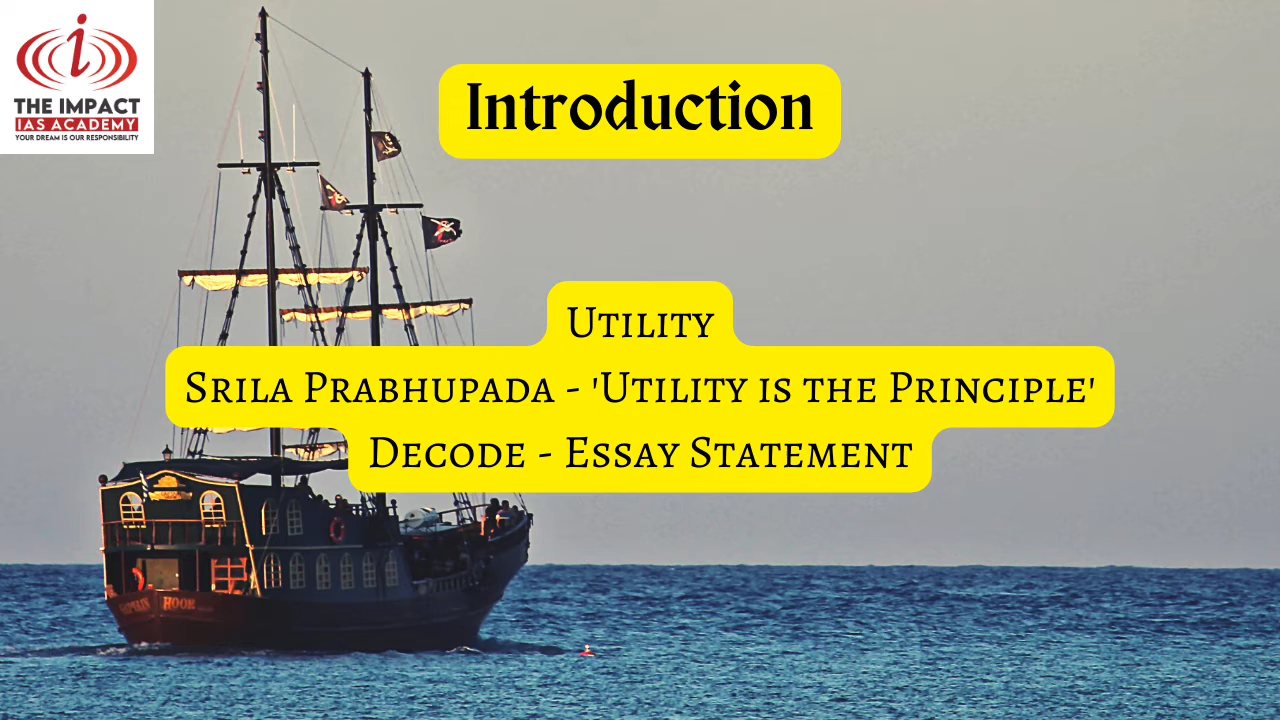 i
THE IMPACT
IAS ACADEMY
YOUR DREAM IS OUR RESPONSIBILITY
Introduction
Utility
Srila Prabhupada - 'Utility is the Principle'
Decode - Essay Statement
HOOK